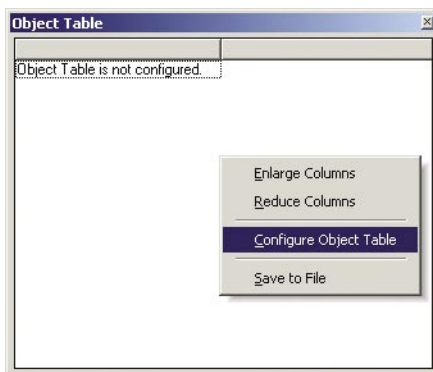 Object Table
Object Table is not configured.
Enlarge Columns
Reduce Columns
Configure Object Table
Save to File